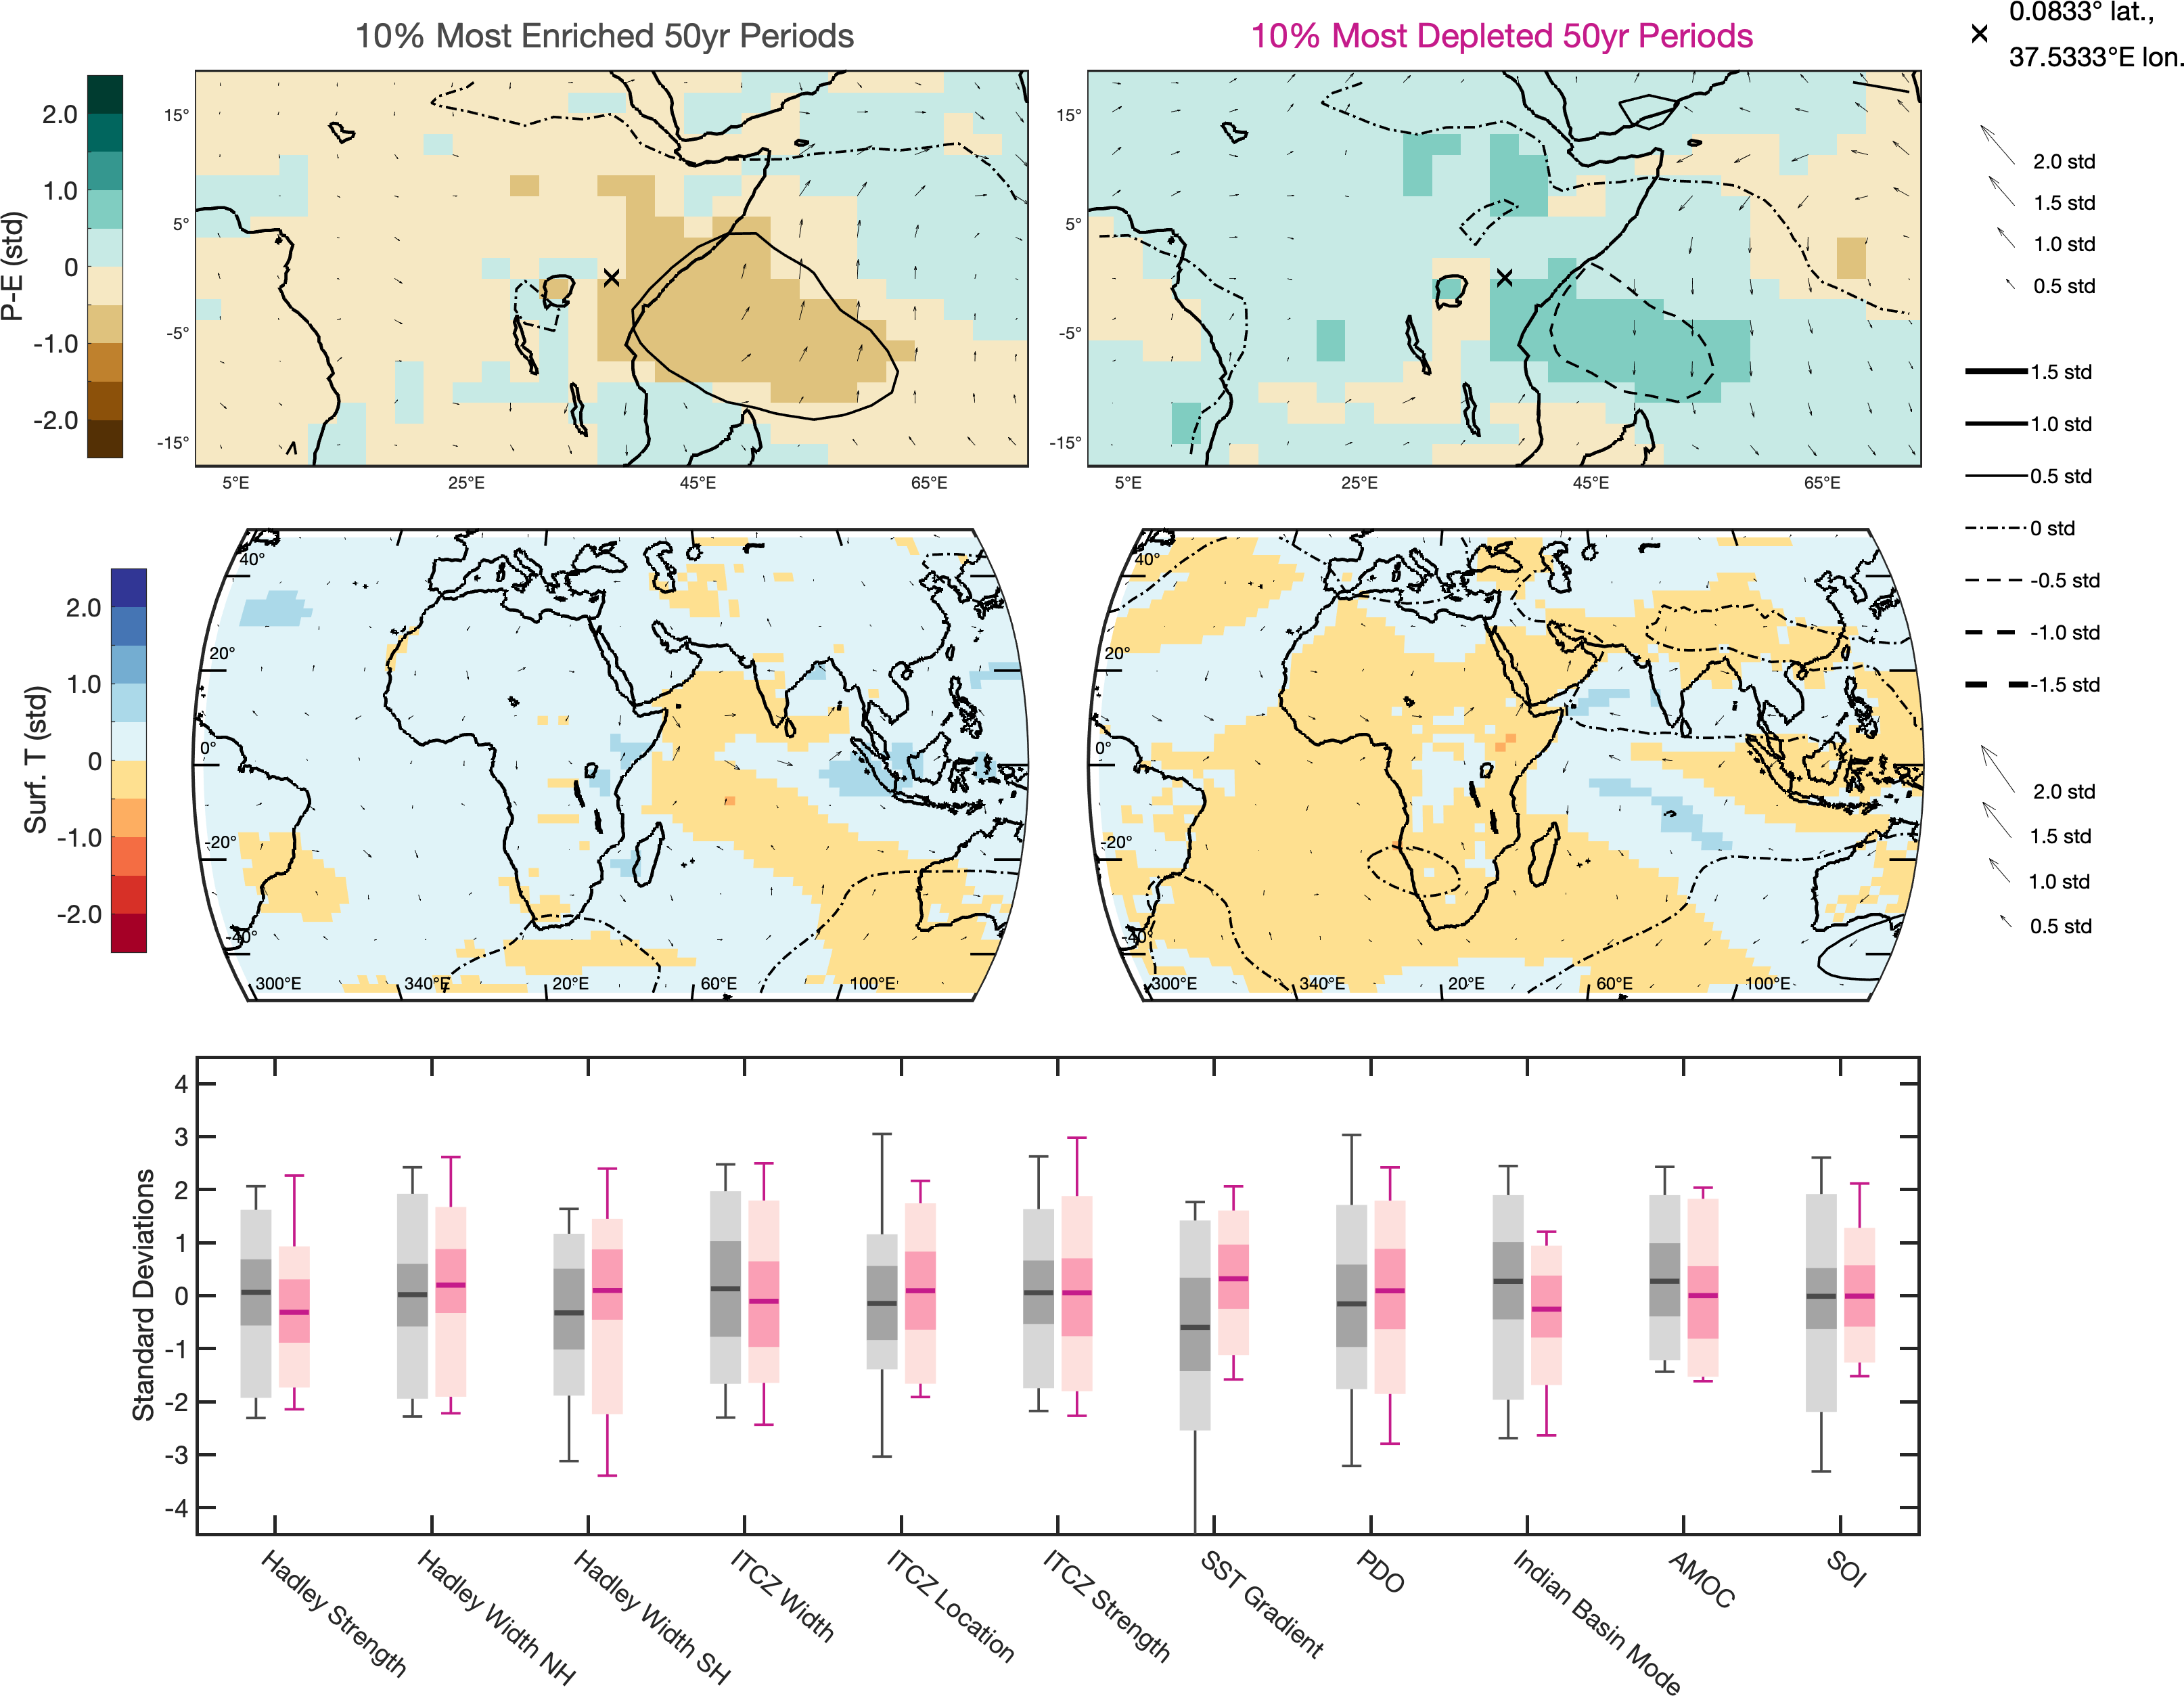 10% Most Enriched 50yr Periods
10% Most Depleted 50yr Periods
0.0833° lat.,
37.5333°E lon.
P-E (std)
2.0
1.0
0
-1.0
-2.0
15°
5°
-5°
-15°
5°E
25°E
45°E
65°E
15°
5°
-5°
-15°
5°E
25°E
45°E
65°E
2.0 std
1.5 std
1.0 std
0.5 std
1.5 std
1.0 std
0.5 std
0 std
-0.5 std
-1.0 std
-1.5 std
2.0 std
1.5 std
1.0 std
0.5 std
Surf. T (std)
2.0
1.0
0
-1.0
-2.0
40°
20°
0°
-20°
-40°
300°E
340°E
20°E
60°E
100°E
40°
20°
0°
-20°
-40°
300°E
340°E
20°E
60°E
100°E
Standard Deviations
4
3
2
1
0
-1
-2
-3
-4
Hadley Strength
Hadley Width NH
Hadley Width SH
ITCZ Width
ITCZ Location
ITCZ Strength
SST Gradient
PDO
Indian Basin Mode
AMOC
SOI